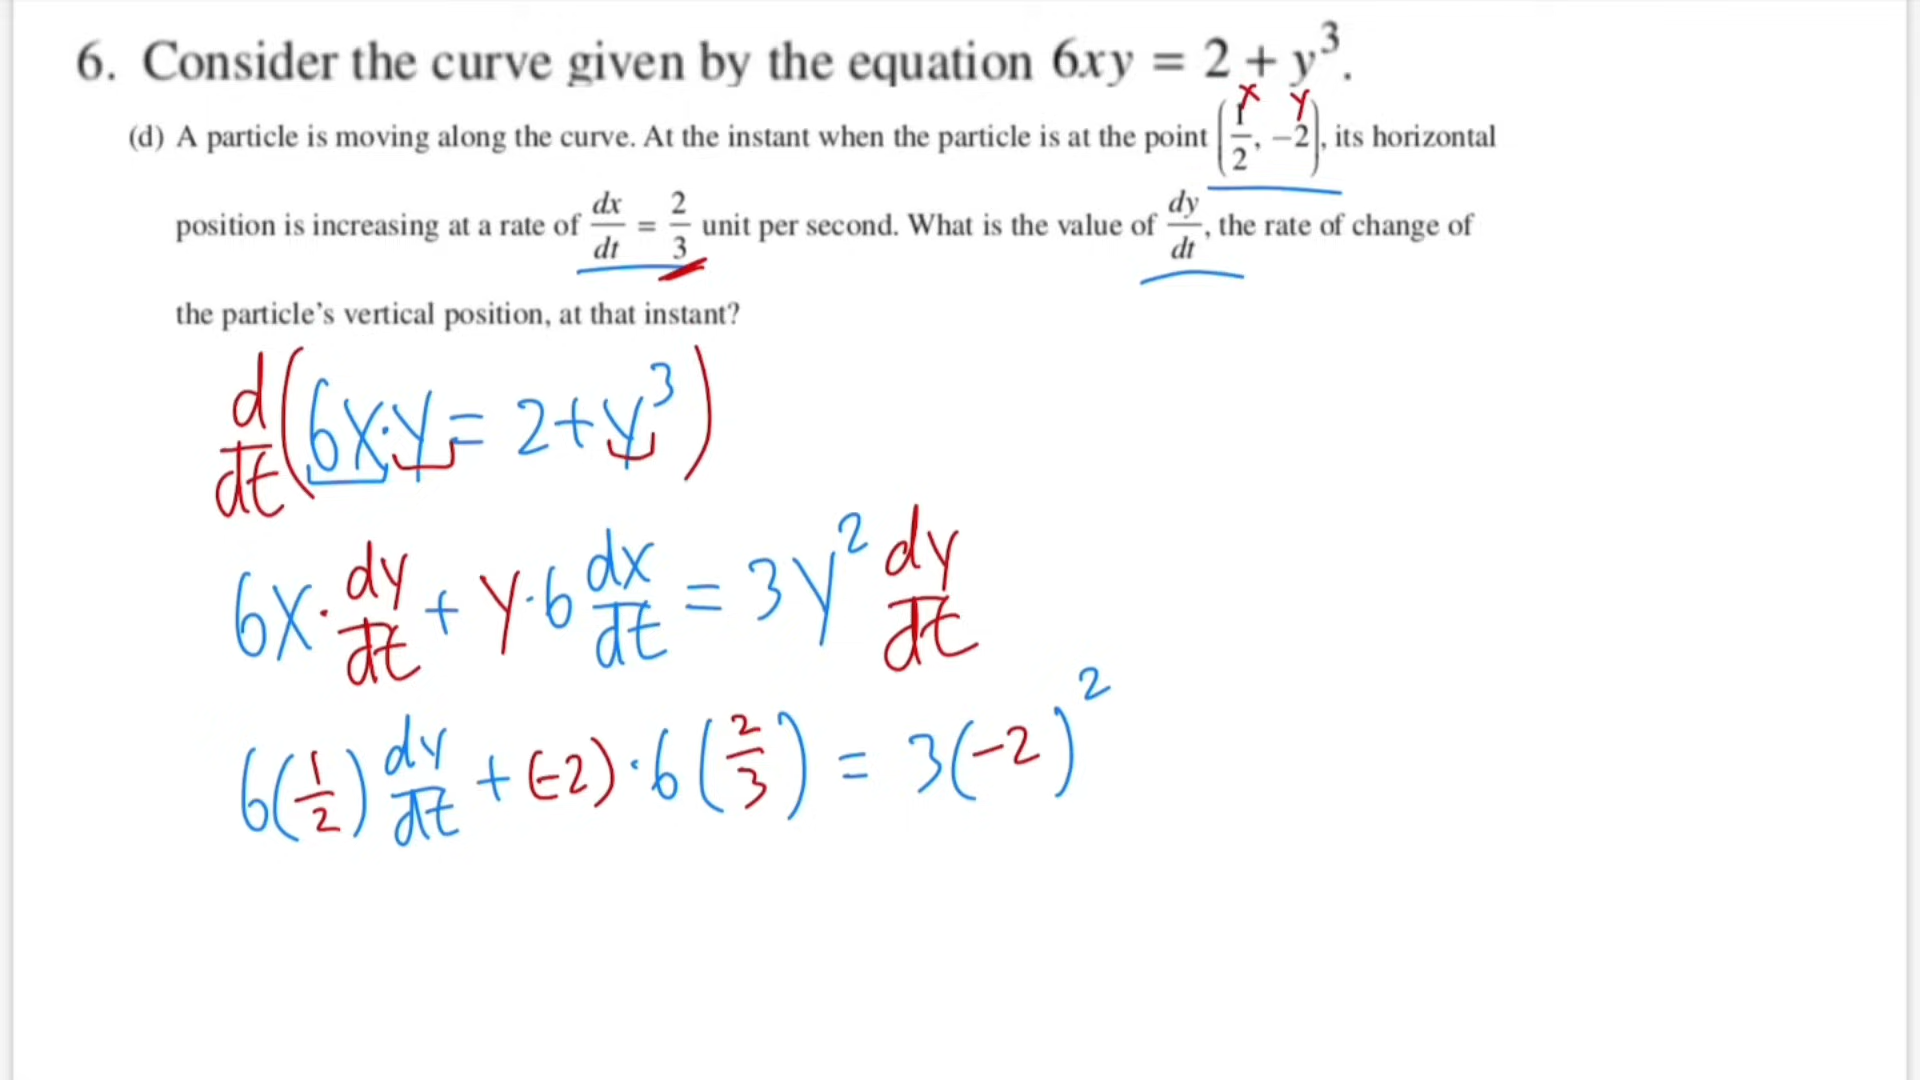 6. Consider the curve given by the equation 6xy = 2 + y³.
x y
(d) A particle is moving along the curve. At the instant when the particle is at the point (1/2, −2), its horizontal
position is increasing at a rate of dx/dt = 2/3 unit per second. What is the value of dy/dt, the rate of change of
the particle's vertical position, at that instant?
d/dt (6x·y = 2+y³)
6x·dy/dt + y·6 dx/dt = 3y² dy/dt
6(1/2) dy/dt + (-2)·6(2/3) = 3(-2)²